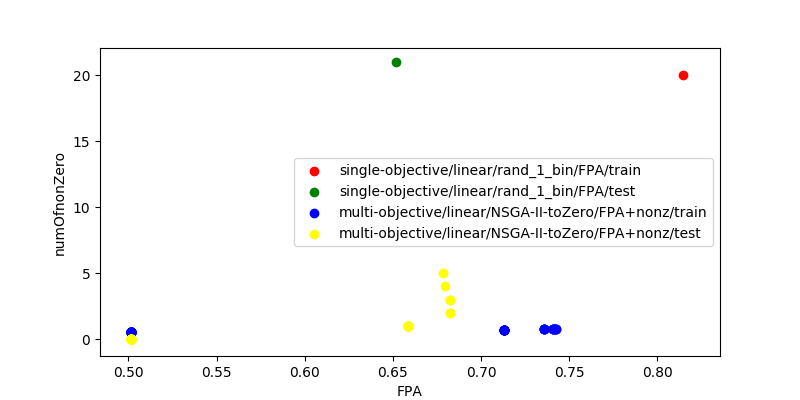 20
15
10
5
0
numOfnonZero
single-objective/linear/rand_1_bin/FPA/train
single-objective/linear/rand_1_bin/FPA/test
multi-objective/linear/NSGA-II-toZero/FPA+nonz/train
multi-objective/linear/NSGA-II-toZero/FPA+nonz/test
0.50 0.55 0.60 0.65 0.70 0.75 0.80
FPA